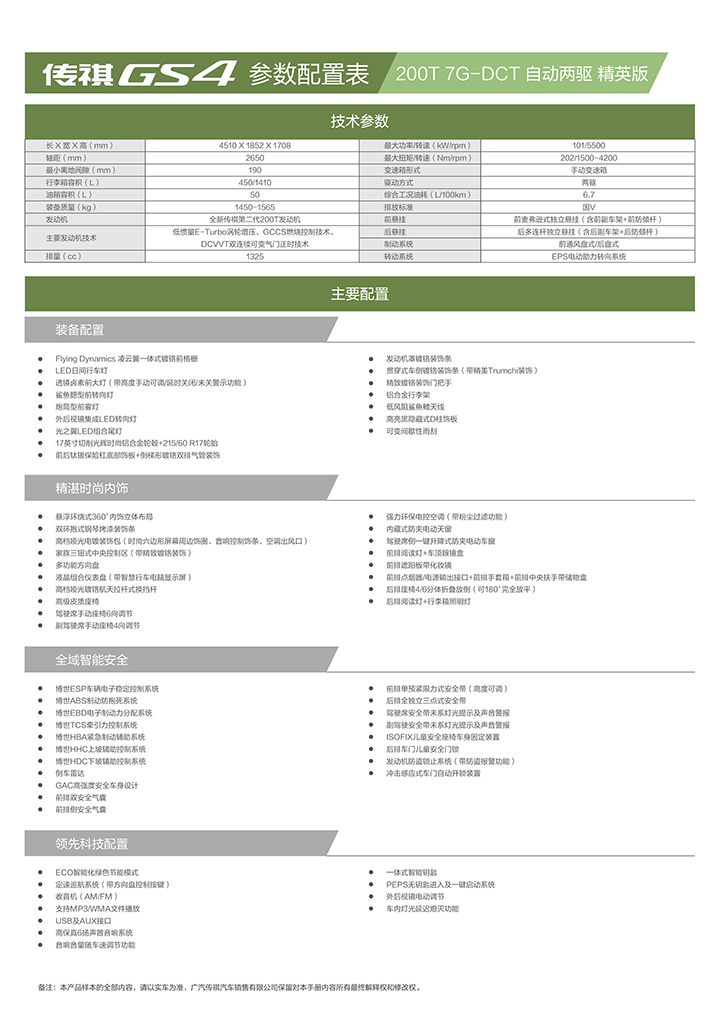 传祺GS4 参数配置表 200T 7G-DCT 自动两驱 精英版
技术参数
长 X 宽 X 高（mm） 4510 X 1852 X 1708 最大功率/转速（kW/rpm） 101/5500
轴距（mm） 2650 最大扭矩/转速（Nm/rpm） 202/1500-4200
最小离地间隙（mm） 190 变速箱形式 手动变速箱
行李箱容积（L） 450/1410 驱动方式 两驱
油箱容积（L） 50 综合工况油耗（L/100km） 6.7
装备质量（kg） 1450-1565 排放标准 国V
发动机 全新传祺第二代200T发动机 前悬挂 前麦弗逊式独立悬挂（含前副车架+前防倾杆）
主要发动机技术 低惯量E-Turbo涡轮增压、GCCS燃烧控制技术、 后悬挂 后多连杆独立悬挂（含后副车架+后防倾杆）
DCVVT双连续可变气门正时技术 制动系统 前通风盘式/后盘式
排量（cc） 1325 转动系统 EPS电动助力转向系统
主要配置
装备配置
Flying Dynamics 凌云翼一体式镀铬前格栅
LED日间行车灯
透镜卤素前大灯（带高度手动可调/延时关闭/未关警示功能）
鲨鱼腮型前转向灯
炮筒型前雾灯
外后视镜集成LED转向灯
光之翼LED组合尾灯
17英寸切削光辉时尚铝合金轮毂+215/60 R17轮胎
前后钛银保险杠底部饰板+倒梯形镀铬双排气管装饰
发动机罩镀铬装饰条
贯穿式车侧镀铬装饰条（带精美Trumchi装饰）
精致镀铬装饰门把手
铝合金行李架
低风阻鲨鱼鳍天线
高亮黑隐藏式D柱饰板
可变间歇性雨刮
精湛时尚内饰
悬浮环绕式360°内饰立体布局
双环抱式钢琴烤漆装饰条
高档哑光电镀装饰包（时尚六边形屏幕周边饰圈、音响控制饰条、空调出风口）
家族三钮式中央控制区（带精致镀铬装饰）
多功能方向盘
液晶组合仪表盘（带智慧行车电脑显示屏）
高档哑光镀铬航天拉杆式换挡杆
高级皮质座椅
驾驶席手动座椅6向调节
副驾驶席手动座椅4向调节
强力环保电控空调（带粉尘过滤功能）
内藏式防夹电动天窗
驾驶席侧一键升降式防夹电动车窗
前排阅读灯+车顶眼镜盒
前排遮阳板带化妆镜
前排点烟器/电源输出接口+前排手套箱+前排中央扶手带储物盒
后排座椅4/6分体折叠放倒（可180°完全放平）
后排阅读灯+行李箱照明灯
全域智能安全
博世ESP车辆电子稳定控制系统
博世ABS制动防抱死系统
博世EBD电子制动力分配系统
博世TCS牵引力控制系统
博世HBA紧急制动辅助系统
博世HHC上坡辅助控制系统
博世HDC下坡辅助控制系统
倒车雷达
GAC高强度安全车身设计
前排双安全气囊
前排侧安全气囊
前排单预紧限力式安全带（高度可调）
后排全独立三点式安全带
驾驶席安全带未系灯光提示及声音警报
副驾驶安全带未系灯光提示及声音警报
ISOFIX儿童安全座椅车身固定装置
后排车门儿童安全门锁
发动机防盗锁止系统（带防盗报警功能）
冲击感应式车门自动开锁装置
领先科技配置
ECO智能化绿色节能模式
定速巡航系统（带方向盘控制按键）
收音机（AM/FM）
支持MP3/WMA文件播放
USB及AUX接口
高保真6扬声器音响系统
音响音量随车速调节功能
一体式智能钥匙
PEPS无钥匙进入及一键启动系统
外后视镜电动调节
车内灯光延迟熄灭功能
备注：本产品样本的全部内容，请以实车为准，广汽传祺汽车销售有限公司保留对本手册内容所有最终解释权和修改权。